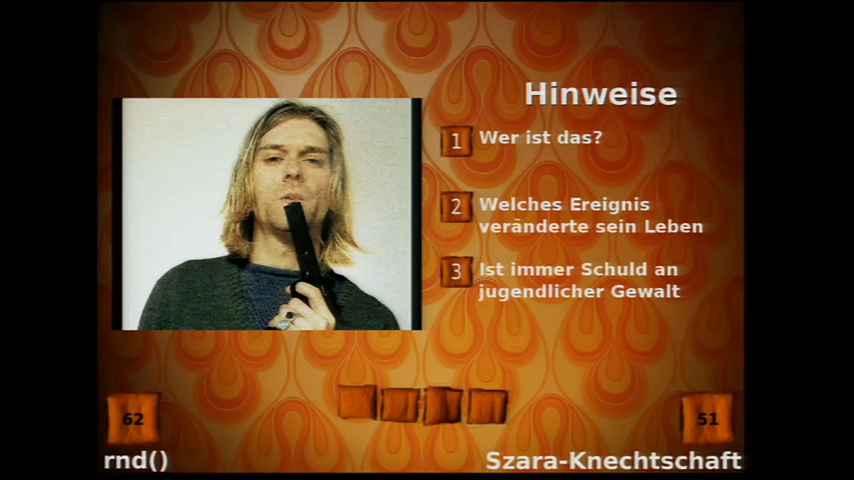 Hinweise
1 Wer ist das?
2 Welches Ereignis
veränderte sein Leben
3 Ist immer Schuld an
jugendlicher Gewalt
62
51
rnd()
Szara-Knechtschaft